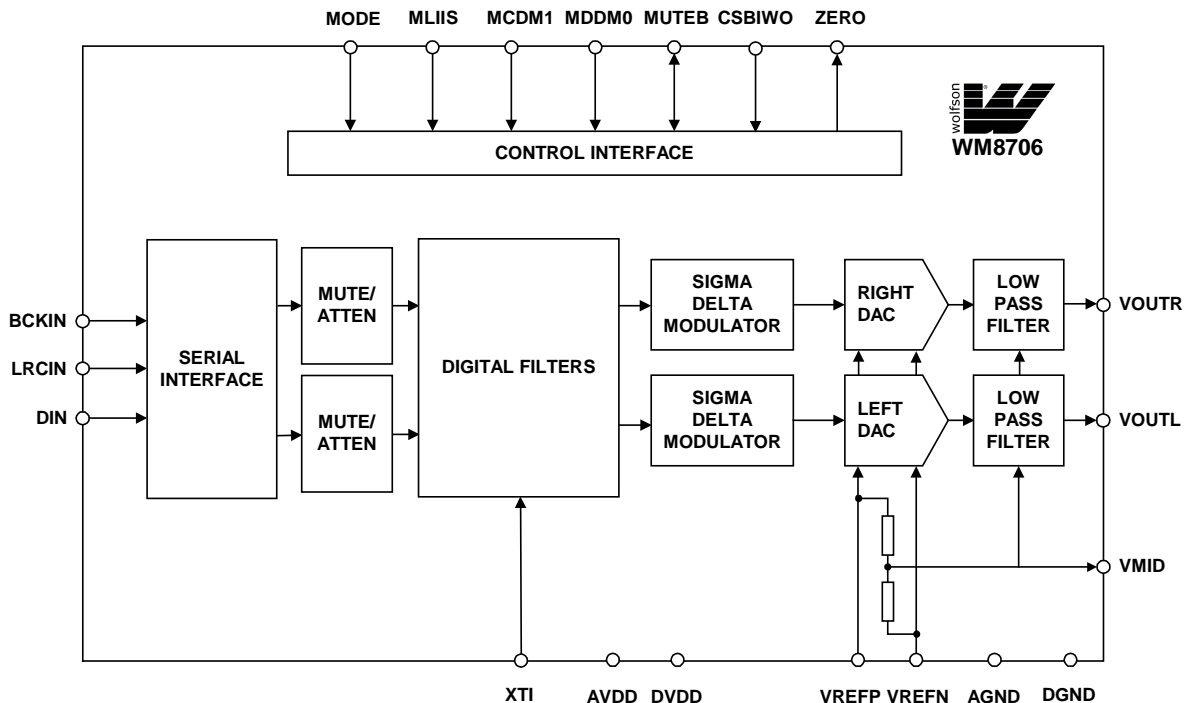 MODE MLIIS MCDM1 MDDM0 MUTEB CSBIWO ZERO
wolfson
WM8706
CONTROL INTERFACE
BCKIN
LRCIN
DIN
SERIAL
INTERFACE
MUTE/
ATTEN
MUTE/
ATTEN
DIGITAL FILTERS
SIGMA
DELTA
MODULATOR
SIGMA
DELTA
MODULATOR
RIGHT
DAC
LEFT
DAC
LOW
PASS
FILTER
LOW
PASS
FILTER
VOUTR
VOUTL
VMID
XTI AVDD DVDD VREFP VREFN AGND DGND